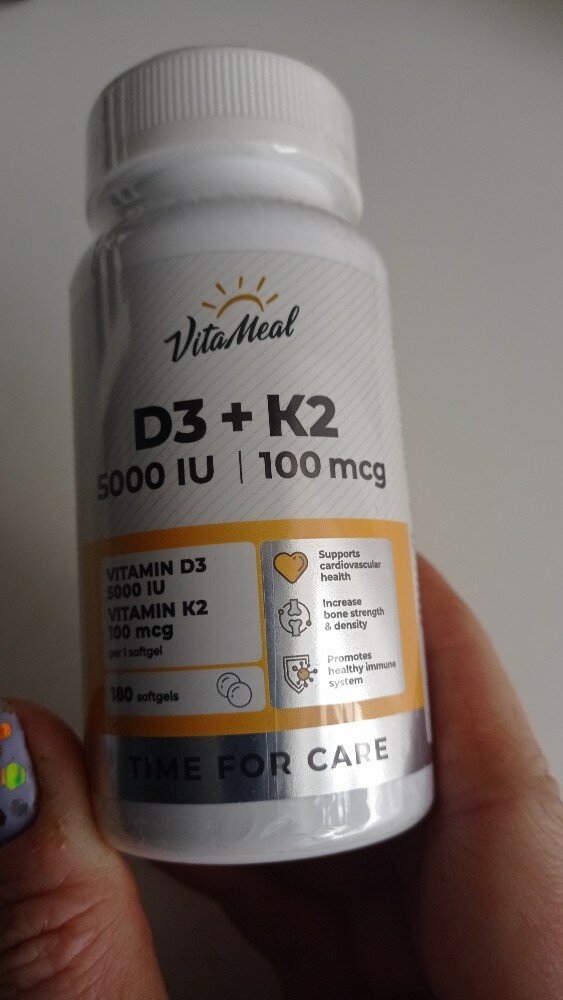 VitaMeal
D3 + K2
5000 IU | 100 mcg
VITAMIN D3
5000 IU
VITAMIN K2
100 mcg
per 1 softgel
180 softgels
Supports
cardiovascular
health
Increase
bone strength
& density
Promotes
healthy immune
system
TIME FOR CARE